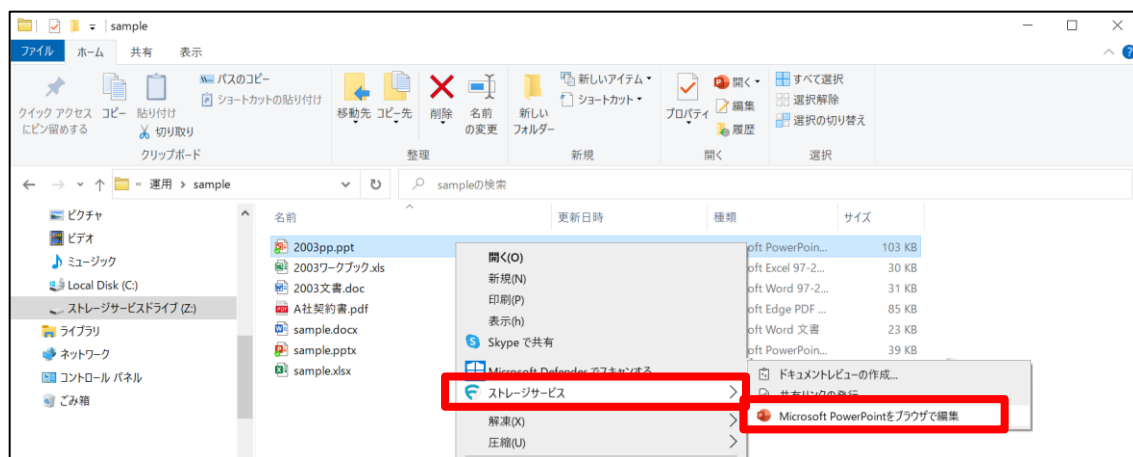 sample
ファイル ホーム 共有 表示
クイック アクセス にピン留めする
コピー
貼り付け
パスのコピー
ショートカットの貼り付け
切り取り
クリップボード
移動先
コピー先
削除
名前の変更
整理
新しいフォルダー
新しいアイテム
ショートカット
新規
プロパティ
開く
編集
履歴
開く
すべて選択
選択解除
選択の切り替え
選択
« 運用 › sample
sampleの検索
ピクチャ
ビデオ
ミュージック
Local Disk (C:)
ストレージサービスドライブ (Z:)
ライブラリ
ネットワーク
コントロール パネル
ごみ箱
名前 更新日時 種類 サイズ
2003pp.ppt oft PowerPoin... 103 KB
2003ワークブック.xls oft Excel 97-2... 30 KB
2003文書.doc oft Word 97-2... 31 KB
A社契約書.pdf oft Edge PDF ... 85 KB
sample.docx oft Word 文書 23 KB
sample.pptx oft PowerPoin... 39 KB
sample.xlsx
開く(O)
新規(N)
印刷(P)
表示(h)
Skype で共有
Microsoft Defender でスキャンする
ストレージサービス
解凍(X)
圧縮(U)
ドキュメントレビューの作成...
共有リンクの発行
Microsoft PowerPointをブラウザで編集